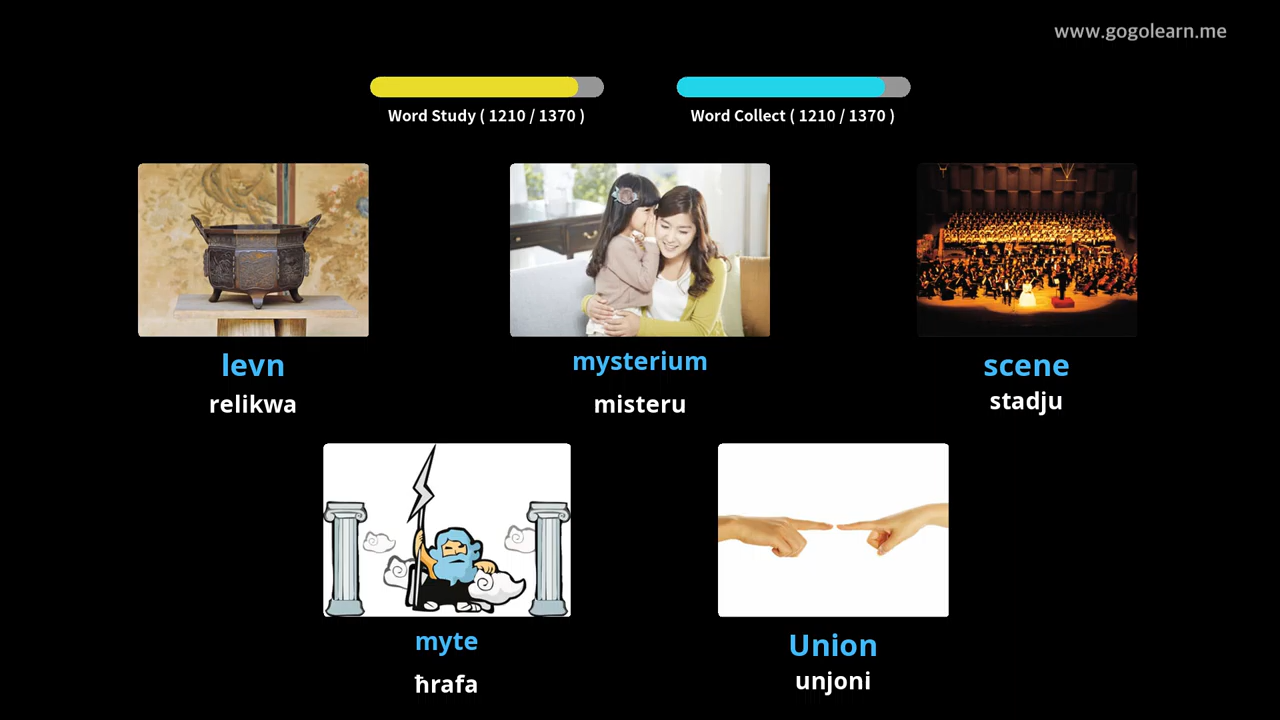 www.gogolearn.me
Word Study ( 1210 / 1370 )
Word Collect ( 1210 / 1370 )
levn
relikwa
mysterium
misteru
scene
stadju
myte
ħrafa
Union
unjoni